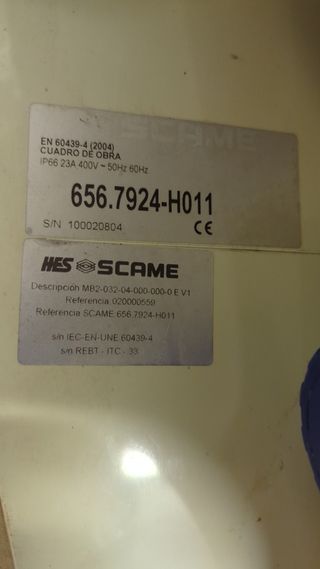 SCAME
EN 60439-4 (2004)
CUADRO DE OBRA
IP66 23A 400V ~ 50Hz 60Hz
656.7924-H011
S/N 100020804 CE
HES SCAME
Descripción MB2-032-04-000-000-0 E V1
Referencia 020000559
Referencia SCAME 656.7924-H011
s/n IEC-EN-UNE 60439-4
s/n REBT - ITC - 33